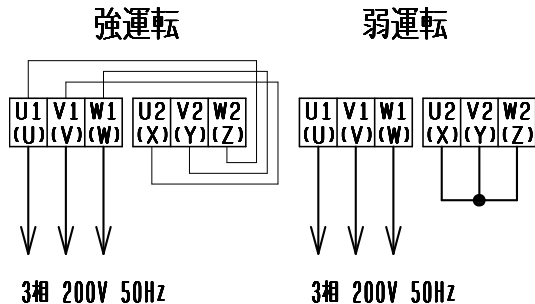 強運転 弱運転
U1 V1 W1 U2 V2 W2 U1 V1 W1 U2 V2 W2
(U) (V) (W) (X) (Y) (Z) (U) (V) (W) (X) (Y) (Z)
3相 200V 50Hz 3相 200V 50Hz